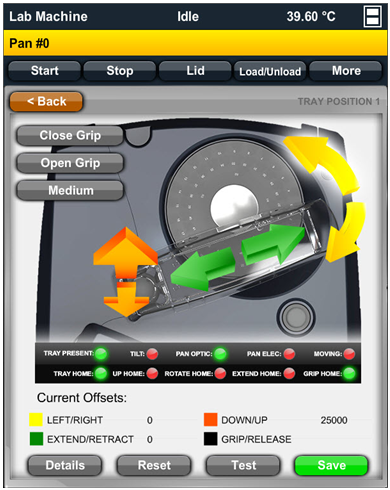 Lab Machine Idle 39.60 °C
Pan #0
Start Stop Lid Load/Unload More
< Back TRAY POSITION 1
Close Grip
Open Grip
Medium
TRAY PRESENT: TILT: PAN OPTIC: PAN ELEC: MOVING:
TRAY HOME: UP HOME: ROTATE HOME: EXTEND HOME: GRIP HOME:
Current Offsets:
LEFT/RIGHT 0 DOWN/UP 25000
EXTEND/RETRACT 0 GRIP/RELEASE
Details Reset Test Save